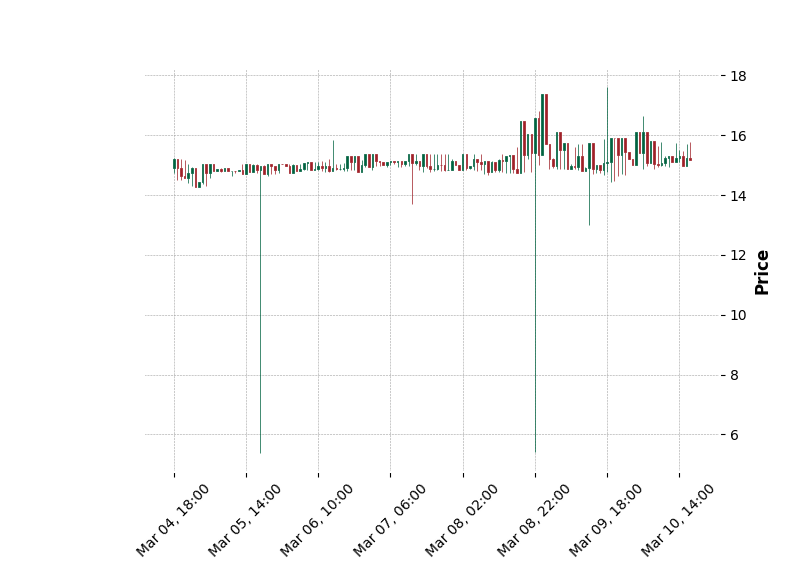 18
16
14
12
10
8
6
Price
Mar 04, 18:00
Mar 05, 14:00
Mar 06, 10:00
Mar 07, 06:00
Mar 08, 02:00
Mar 08, 22:00
Mar 09, 18:00
Mar 10, 14:00